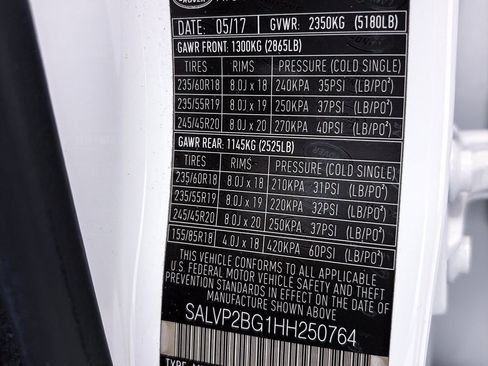 ROVER
DATE: 05/17 GVWR: 2350KG (5180LB)
GAWR FRONT: 1300KG (2865LB)
TIRES RIMS PRESSURE (COLD SINGLE)
235/60R18 8.0J x 18 240KPA 35PSI (LB/PO²)
235/55R19 8.0J x 19 250KPA 37PSI (LB/PO²)
245/45R20 8.0J x 20 270KPA 40PSI (LB/PO²)
GAWR REAR: 1145KG (2525LB)
TIRES RIMS PRESSURE (COLD SINGLE)
235/60R18 8.0J x 18 210KPA 31PSI (LB/PO²)
235/55R19 8.0J x 19 220KPA 32PSI (LB/PO²)
245/45R20 8.0J x 20 250KPA 37PSI (LB/PO²)
155/85R18 4.0J x 18 420KPA 60PSI (LB/PO²)
THIS VEHICLE CONFORMS TO ALL APPLICABLE
U.S. FEDERAL MOTOR VEHICLE SAFETY AND THEFT
PREVENTION STANDARDS IN EFFECT ON THE DATE
OF MANUFACTURE SHOWN ABOVE
SALVP2BG1HH250764